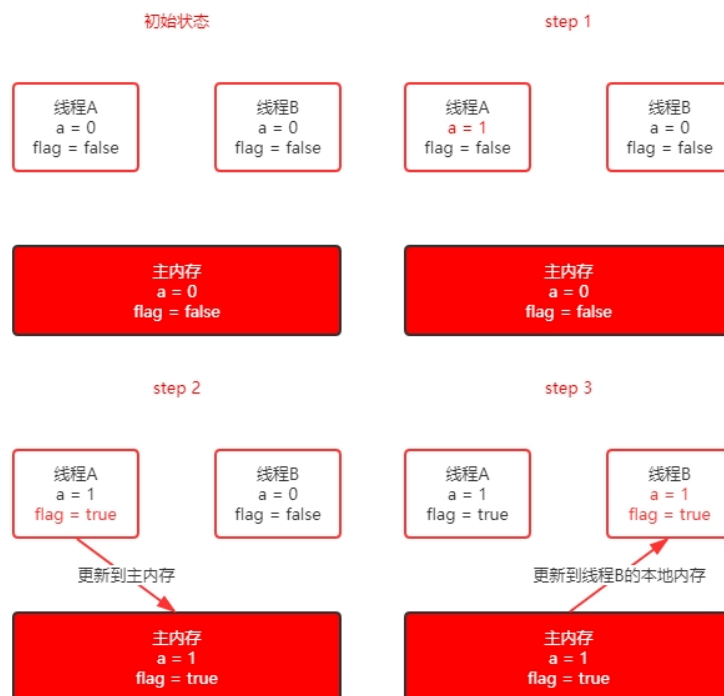 初始状态
线程A
a = 0
flag = false
线程B
a = 0
flag = false
主内存
a = 0
flag = false
step 1
线程A
a = 1
flag = false
线程B
a = 0
flag = false
主内存
a = 0
flag = false
step 2
线程A
a = 1
flag = true
线程B
a = 0
flag = false
更新到主内存
主内存
a = 1
flag = true
step 3
线程A
a = 1
flag = true
线程B
a = 1
flag = true
更新到线程B的本地内存
主内存
a = 1
flag = true